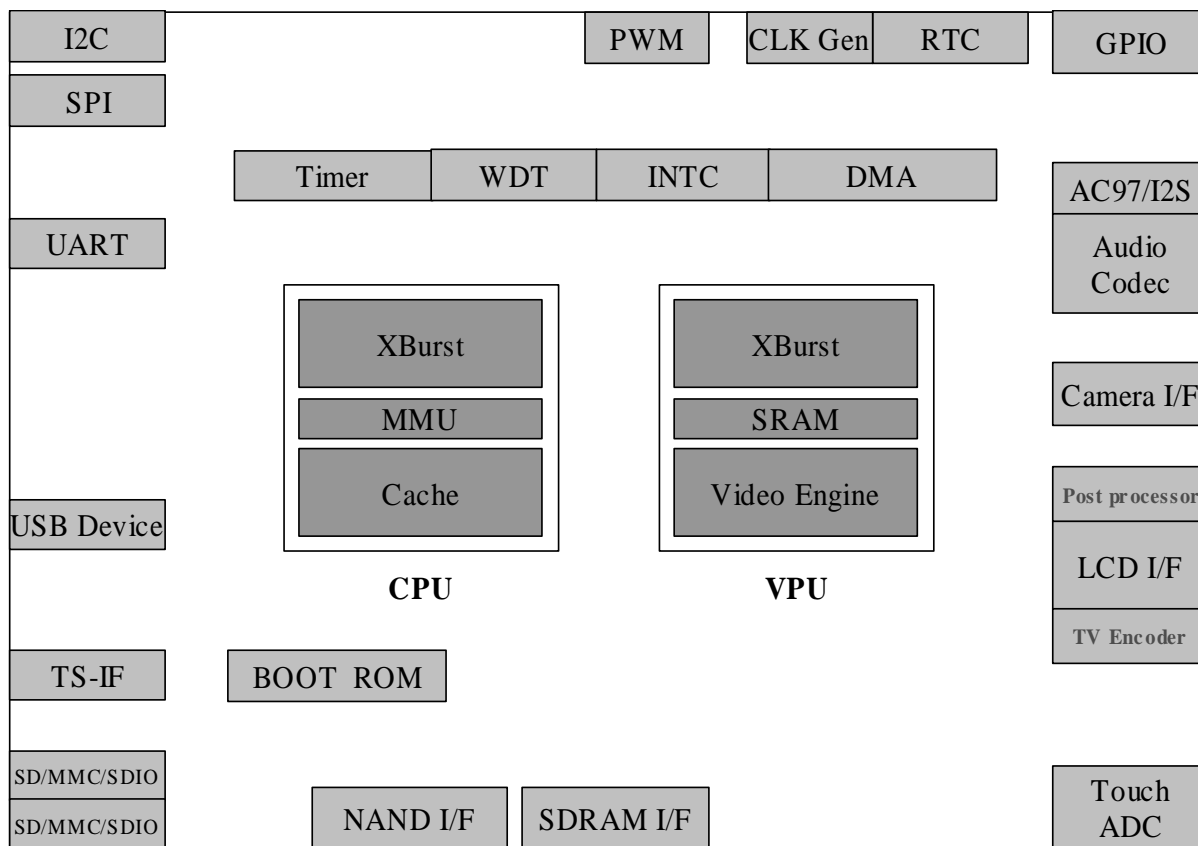 I2C
PWM
CLK Gen
RTC
GPIO
SPI
Timer
WDT
INTC
DMA
AC97/I2S
UART
Audio
Codec
XBurst
MMU
Cache
CPU
XBurst
SRAM
Video Engine
VPU
Camera I/F
Post processor
LCD I/F
TV Encoder
USB Device
TS-IF
BOOT ROM
SD/MMC/SDIO
SD/MMC/SDIO
NAND I/F
SDRAM I/F
Touch
ADC